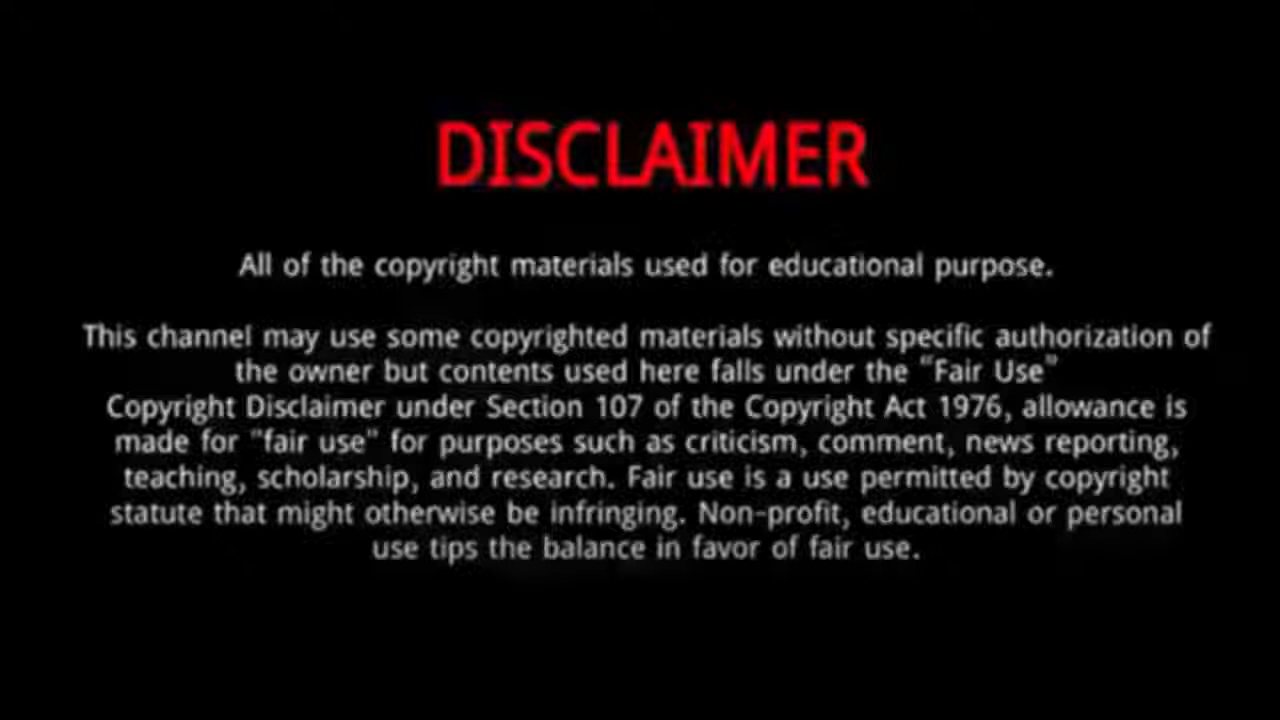 DISCLAIMER
All of the copyright materials used for educational purpose.
This channel may use some copyrighted materials without specific authorization of
the owner but contents used here falls under the “Fair Use”
Copyright Disclaimer under Section 107 of the Copyright Act 1976, allowance is
made for "fair use" for purposes such as criticism, comment, news reporting,
teaching, scholarship, and research. Fair use is a use permitted by copyright
statute that might otherwise be infringing. Non-profit, educational or personal
use tips the balance in favor of fair use.